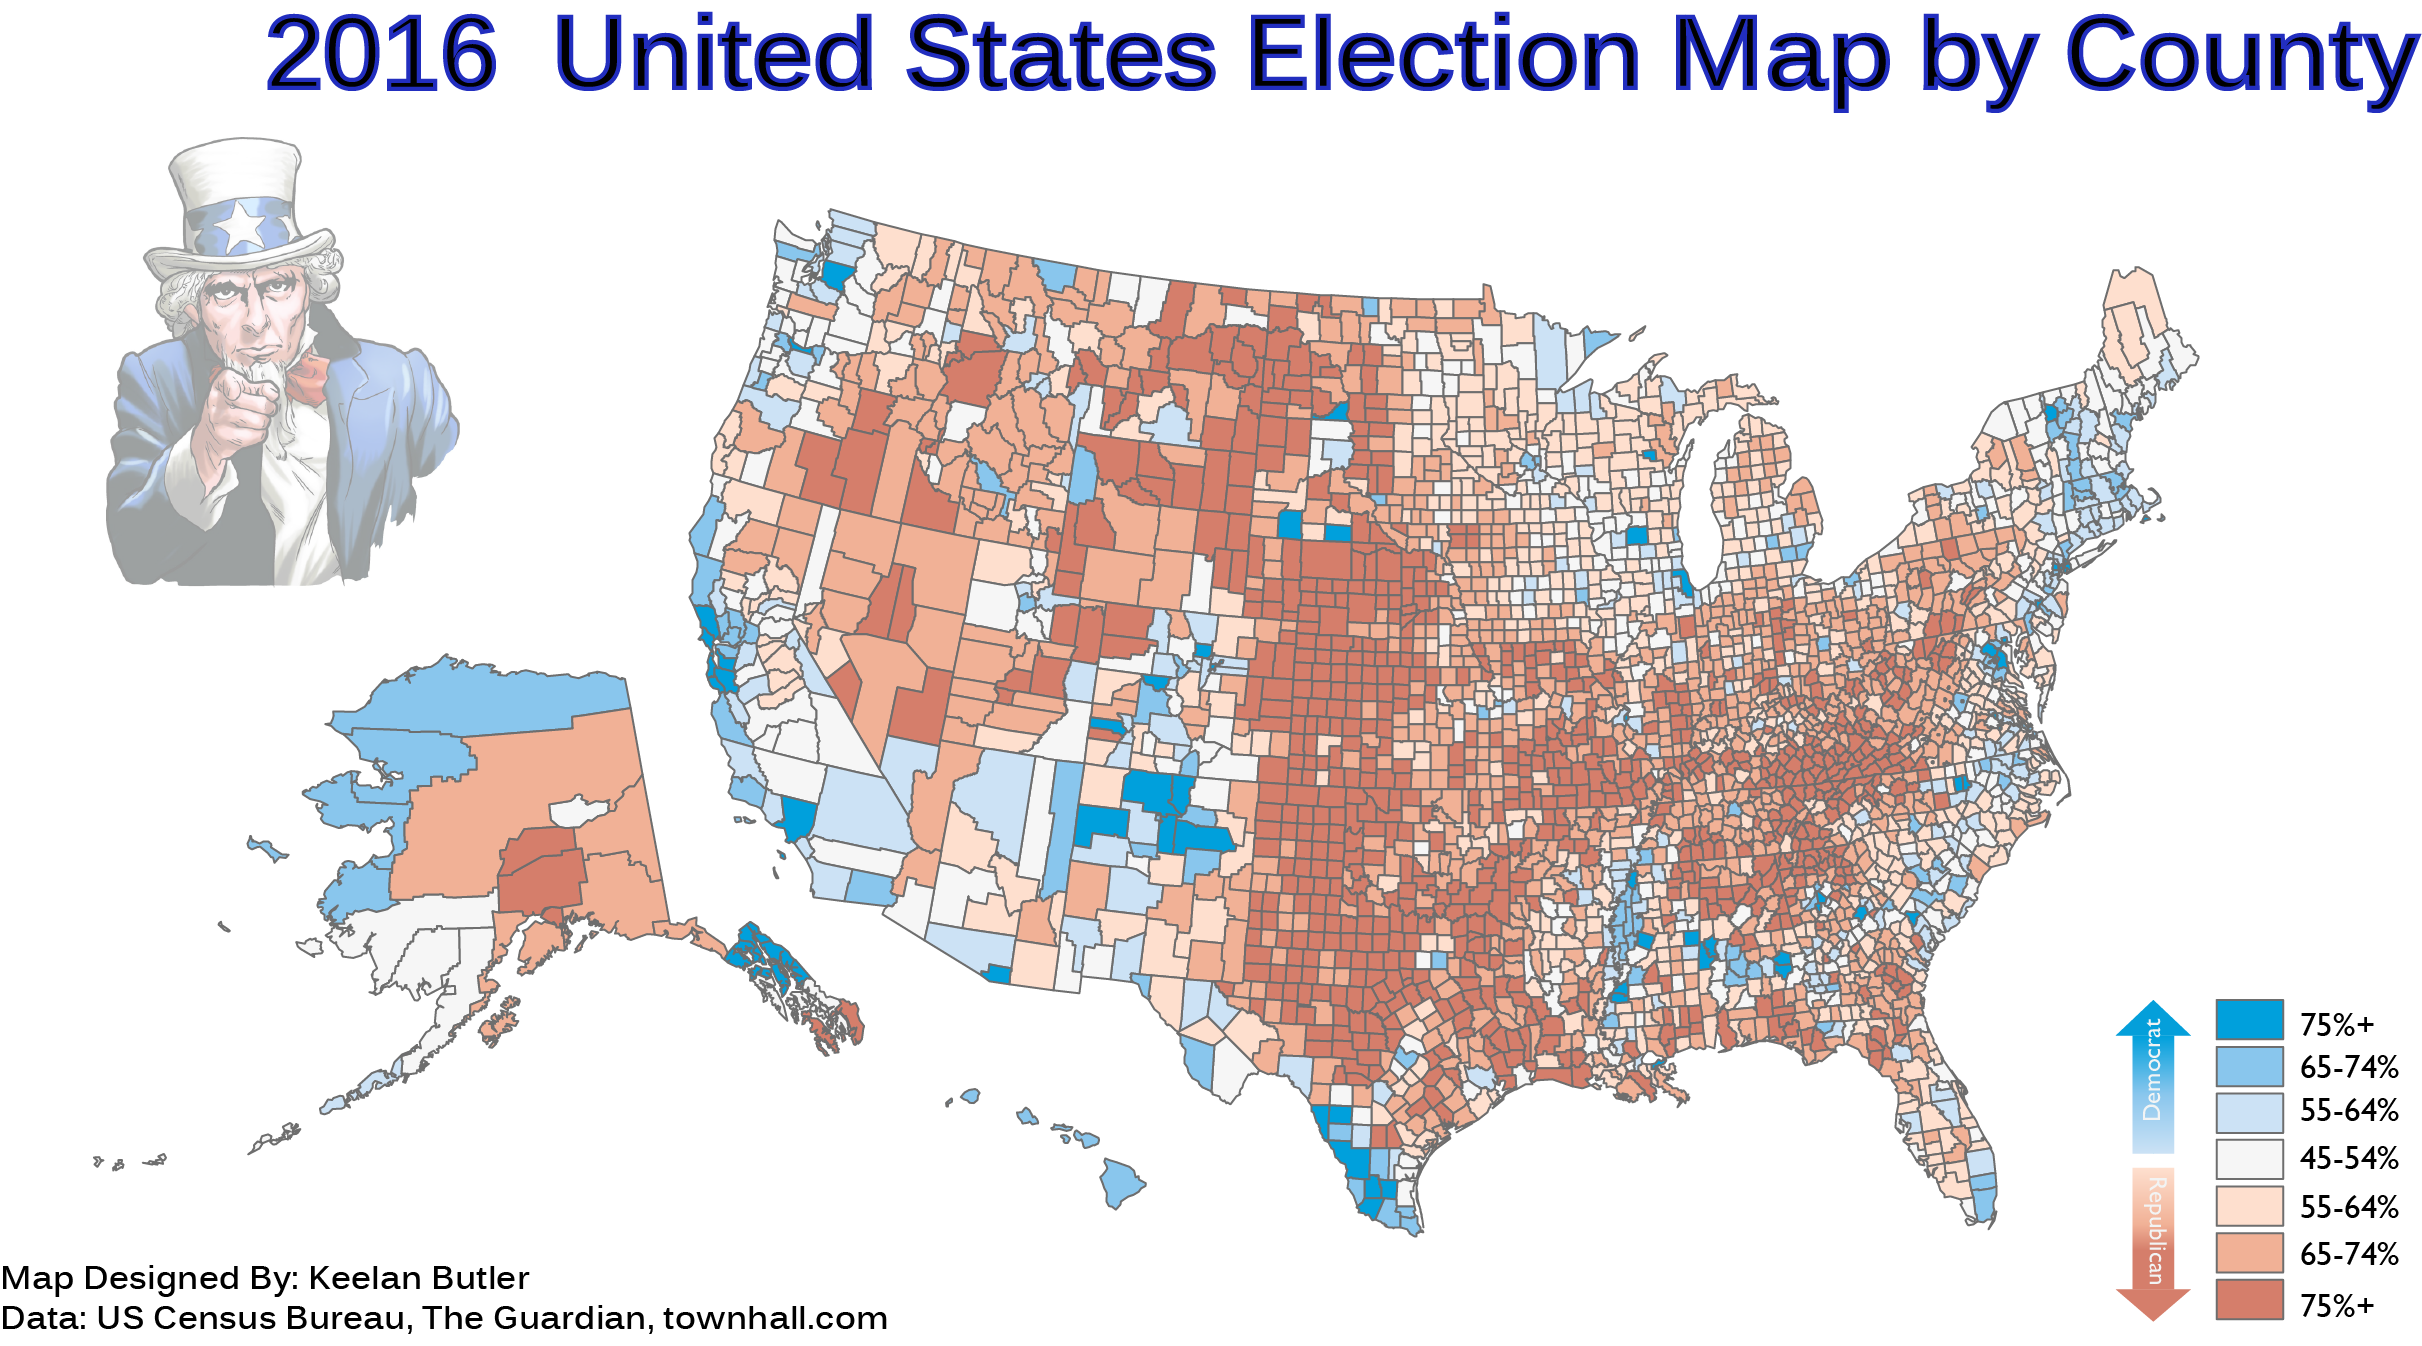 2016 United States Election Map by County
Democrat
Republican
75%+
65-74%
55-64%
45-54%
55-64%
65-74%
75%+
Map Designed By: Keelan Butler
Data: US Census Bureau, The Guardian, townhall.com